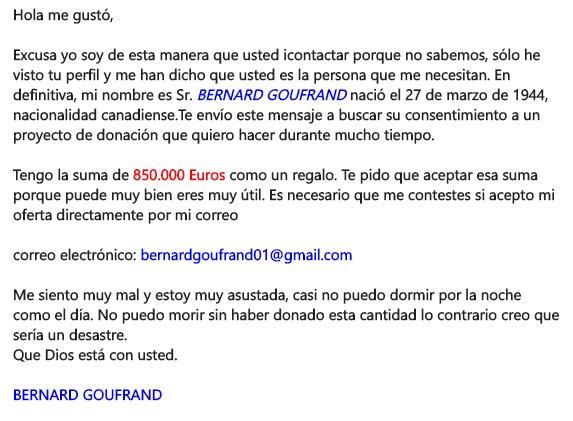 Hola me gustó,
Excusa yo soy de esta manera que usted icontactar porque no sabemos, sólo he
visto tu perfil y me han dicho que usted es la persona que me necesitan. En
definitiva, mi nombre es Sr. BERNARD GOUFRAND nació el 27 de marzo de 1944,
nacionalidad canadiense.Te envío este mensaje a buscar su consentimiento a un
proyecto de donación que quiero hacer durante mucho tiempo.
Tengo la suma de 850.000 Euros como un regalo. Te pido que aceptar esa suma
porque puede muy bien eres muy útil. Es necesario que me contestes si acepto mi
oferta directamente por mi correo
correo electrónico: bernardgoufrand01@gmail.com
Me siento muy mal y estoy muy asustada, casi no puedo dormir por la noche
como el día. No puedo morir sin haber donado esta cantidad lo contrario creo que
sería un desastre.
Que Dios está con usted.
BERNARD GOUFRAND